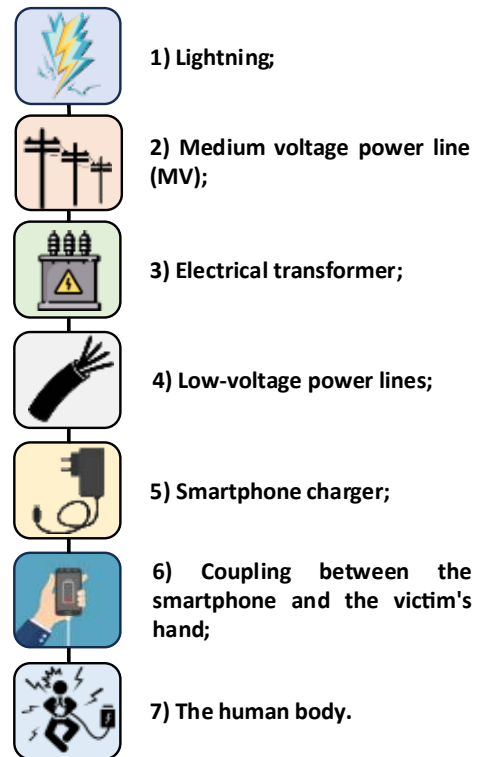 1) Lightning;
2) Medium voltage power line
(MV);
3) Electrical transformer;
4) Low-voltage power lines;
5) Smartphone charger;
6) Coupling between the
smartphone and the victim's
hand;
7) The human body.